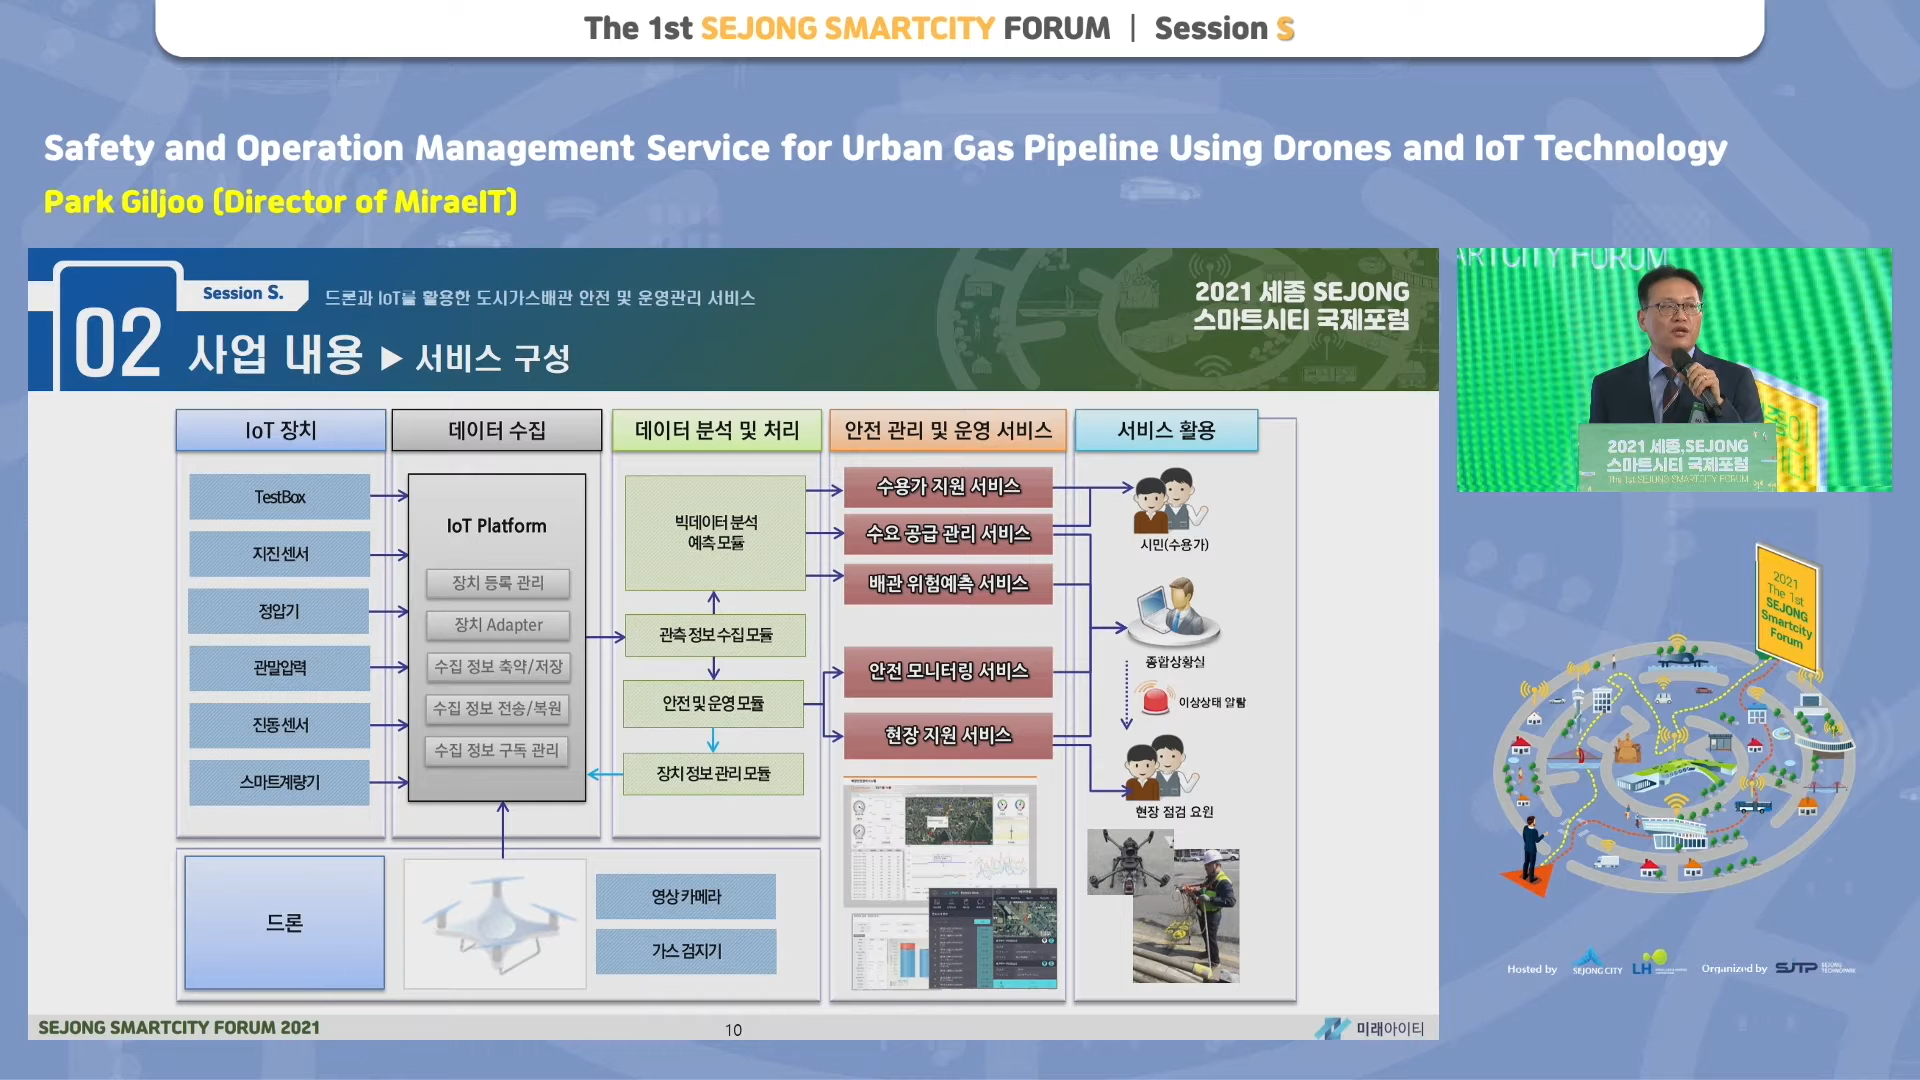 The 1st SEJONG SMARTCITY FORUM | Session S
Safety and Operation Management Service for Urban Gas Pipeline Using Drones and IoT Technology
Park Giljoo (Director of MiraeIT)
Session S.
드론과 IoT를 활용한 도시가스배관 안전 및 운영관리 서비스
02
사업 내용 ▶ 서비스 구성
2021 세종 SEJONG
스마트시티 국제포럼
IoT 장치
데이터 수집
데이터 분석 및 처리
안전 관리 및 운영 서비스
서비스 활용
TestBox
지진 센서
정압기
관말압력
진동 센서
스마트계량기
IoT Platform
장치 등록 관리
장치 Adapter
수집 정보 축약/저장
수집 정보 전송/복원
수집 정보 구독 관리
빅데이터 분석
예측 모듈
관측 정보 수집 모듈
안전 및 운영 모듈
장치 정보 관리 모듈
수용가 지원 서비스
수요 공급 관리 서비스
배관 위험예측 서비스
안전 모니터링 서비스
현장 지원 서비스
시민(수용가)
종합상황실
이상상태 알람
현장 점검 요원
드론
영상 카메라
가스 검지기
SEJONG SMARTCITY FORUM 2021
10
미래아이티
SMARTCITY FORUM
2021 세종 SEJONG
스마트시티 국제포럼
The 1st SEJONG SMARTCITY FORUM
2021
The 1st
SEJONG
Smartcity
Forum
Hosted by
SEJONG CITY
LH
Organized by
SJTP
SEJONG
TECHNOPARK